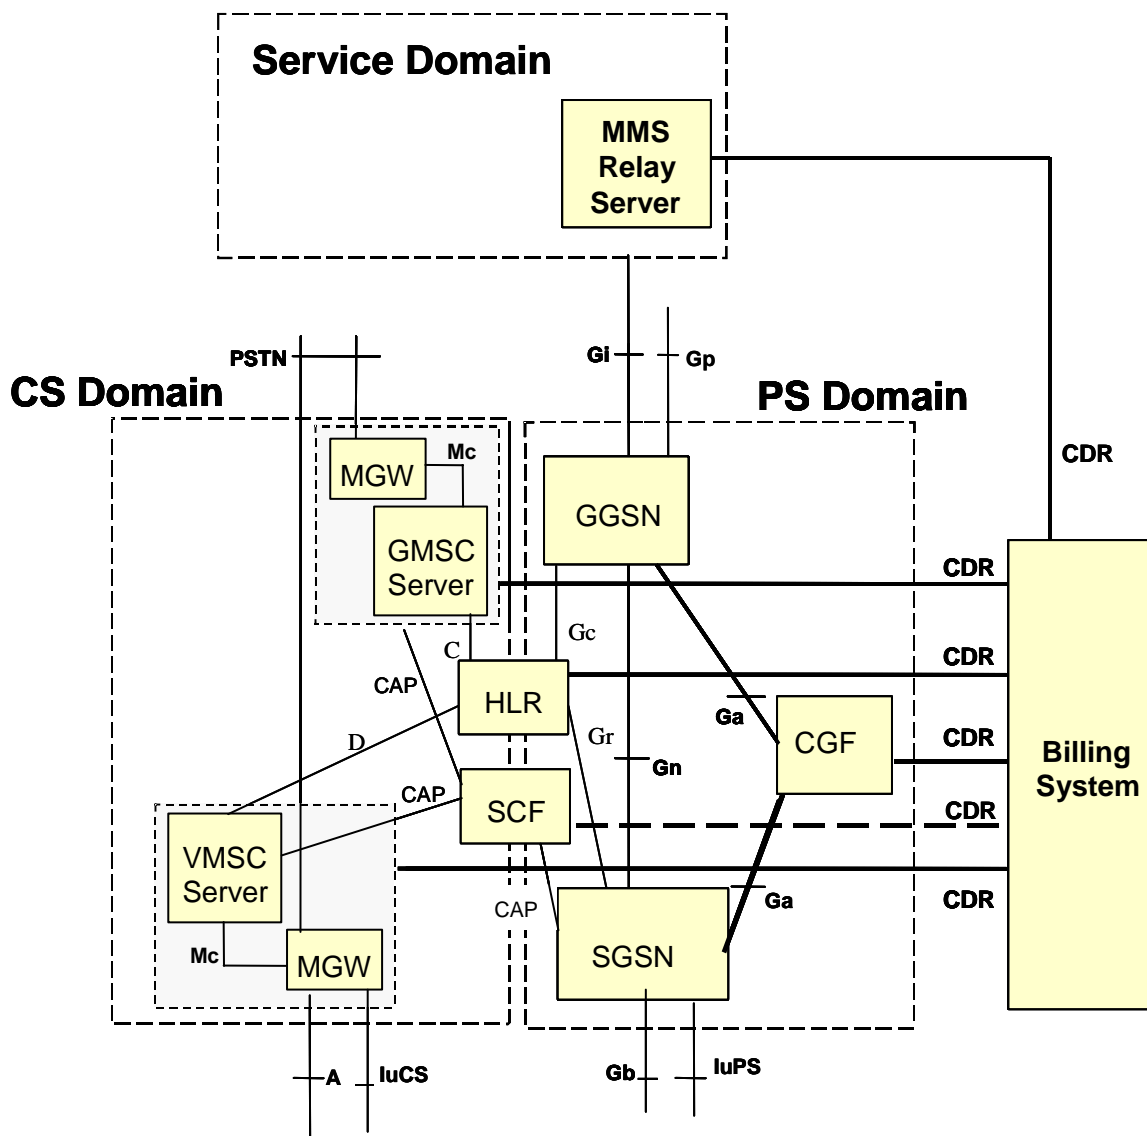 Service Domain
MMS
Relay
Server
PSTN
Gi
Gp
CS Domain
PS Domain
CDR
MGW
Mc
GGSN
GMSC
Server
CDR
C
Gc
CDR
CAP
HLR
Ga
D
Gr
CGF
CDR
Gn
Billing
System
CAP
SCF
CDR
VMSC
Server
CDR
Ga
CAP
Mc
MGW
SGSN
A
IuCS
Gb
IuPS